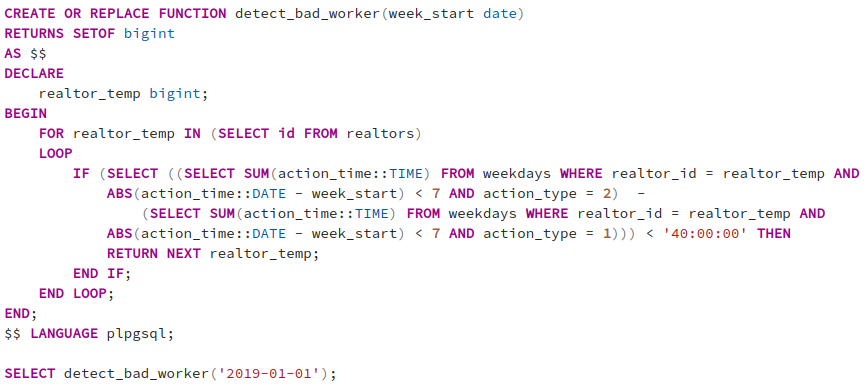 CREATE OR REPLACE FUNCTION detect_bad_worker(week_start date)
RETURNS SETOF bigint
AS $$
DECLARE
    realtor_temp bigint;
BEGIN
    FOR realtor_temp IN (SELECT id FROM realtors)
    LOOP
        IF (SELECT ((SELECT SUM(action_time::TIME) FROM weekdays WHERE realtor_id = realtor_temp AND
            ABS(action_time::DATE - week_start) < 7 AND action_type = 2)  -
                (SELECT SUM(action_time::TIME) FROM weekdays WHERE realtor_id = realtor_temp AND
            ABS(action_time::DATE - week_start) < 7 AND action_type = 1))) < '40:00:00' THEN
            RETURN NEXT realtor_temp;
        END IF;
    END LOOP;
END;
$$ LANGUAGE plpgsql;

SELECT detect_bad_worker('2019-01-01');